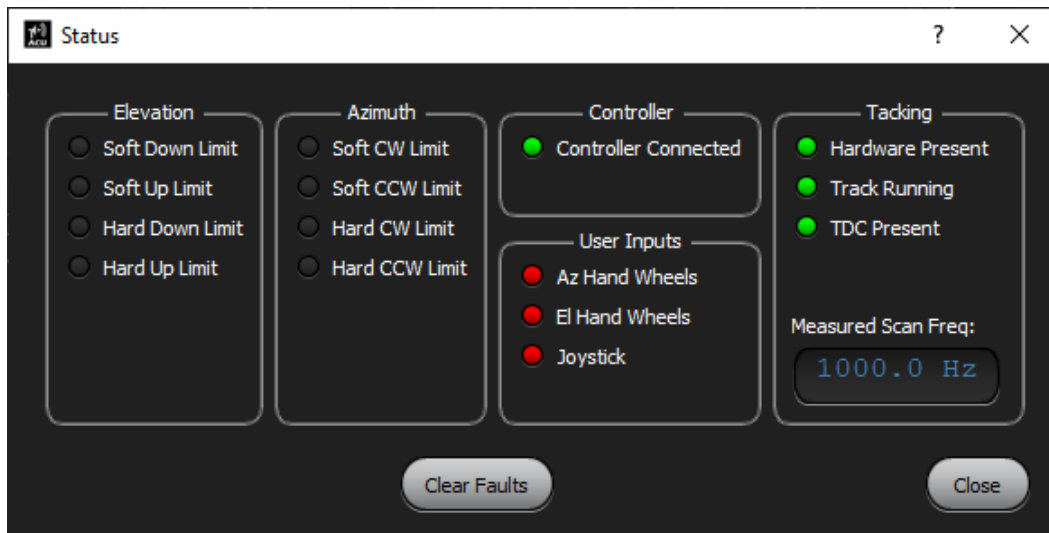 ACU
Status
?
Elevation
Soft Down Limit
Soft Up Limit
Hard Down Limit
Hard Up Limit
Azimuth
Soft CW Limit
Soft CCW Limit
Hard CW Limit
Hard CCW Limit
Controller
Controller Connected
User Inputs
Az Hand Wheels
El Hand Wheels
Joystick
Tacking
Hardware Present
Track Running
TDC Present
Measured Scan Freq:
1000.0 Hz
Clear Faults
Close